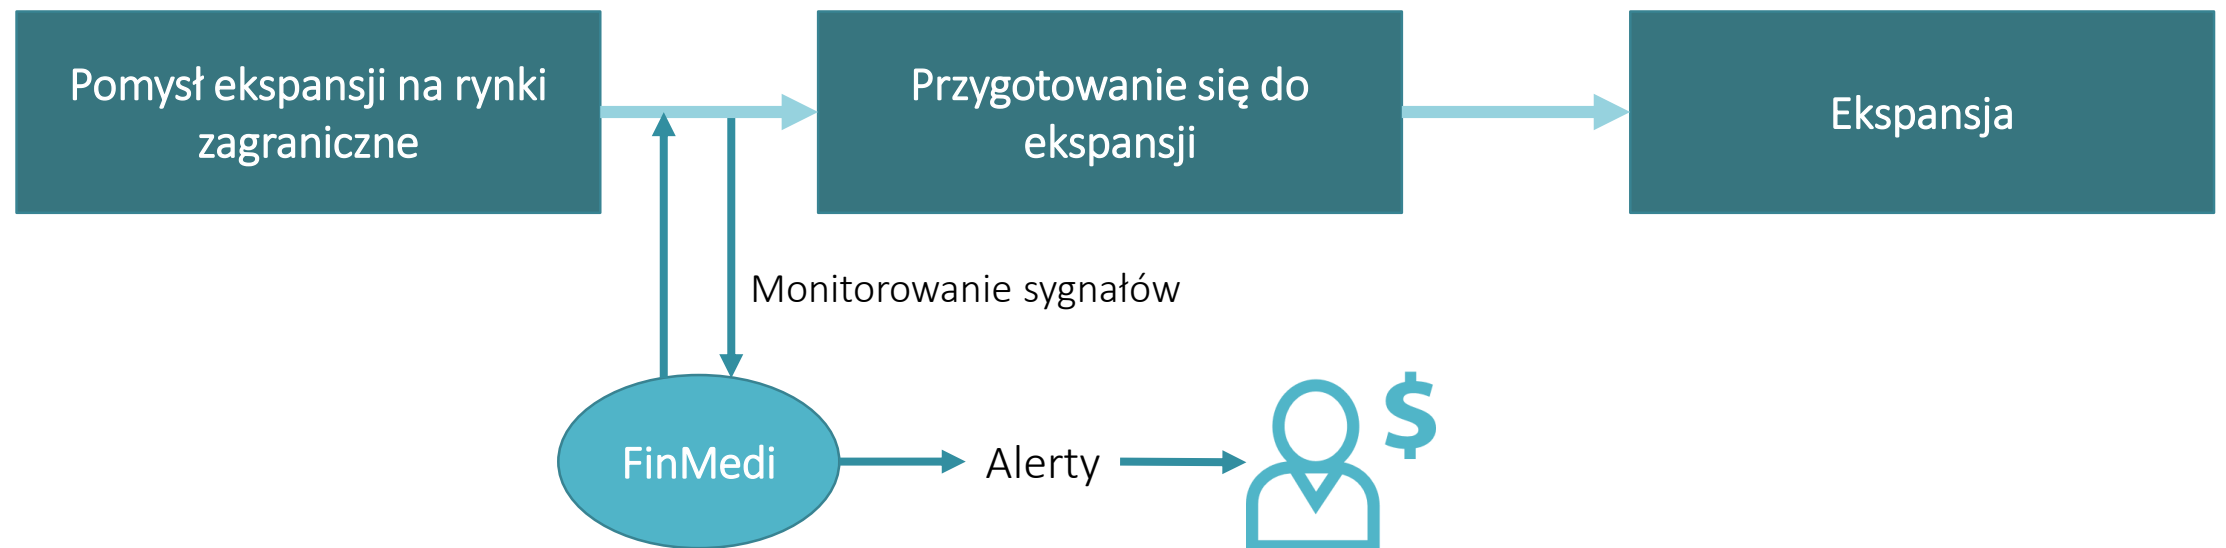 Pomysł ekspansji na rynki
zagraniczne
Przygotowanie się do
ekspansji
Ekspansja
Monitorowanie sygnałów
FinMedi
Alerty
$